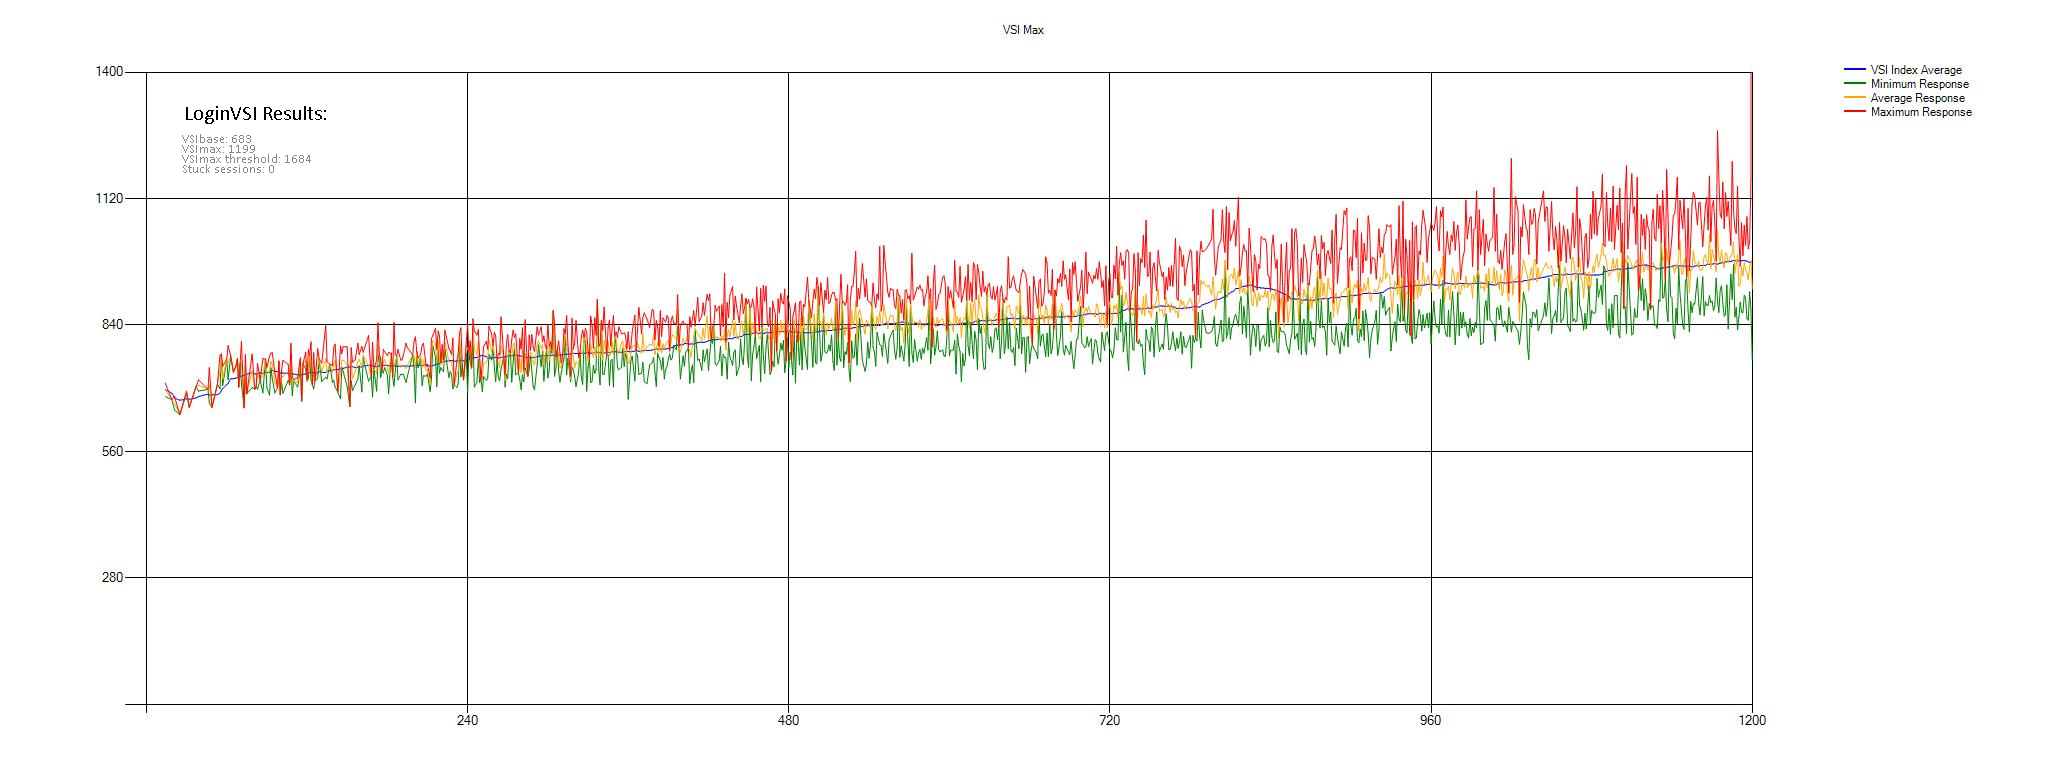 VSI Max
1400
1120
840
560
280
LoginVSI Results:
VSIbase: 683
VSImax: 1199
VSImax threshold: 1684
Stuck sessions: 0
240
480
720
960
1200
VSI Index Average
Minimum Response
Average Response
Maximum Response